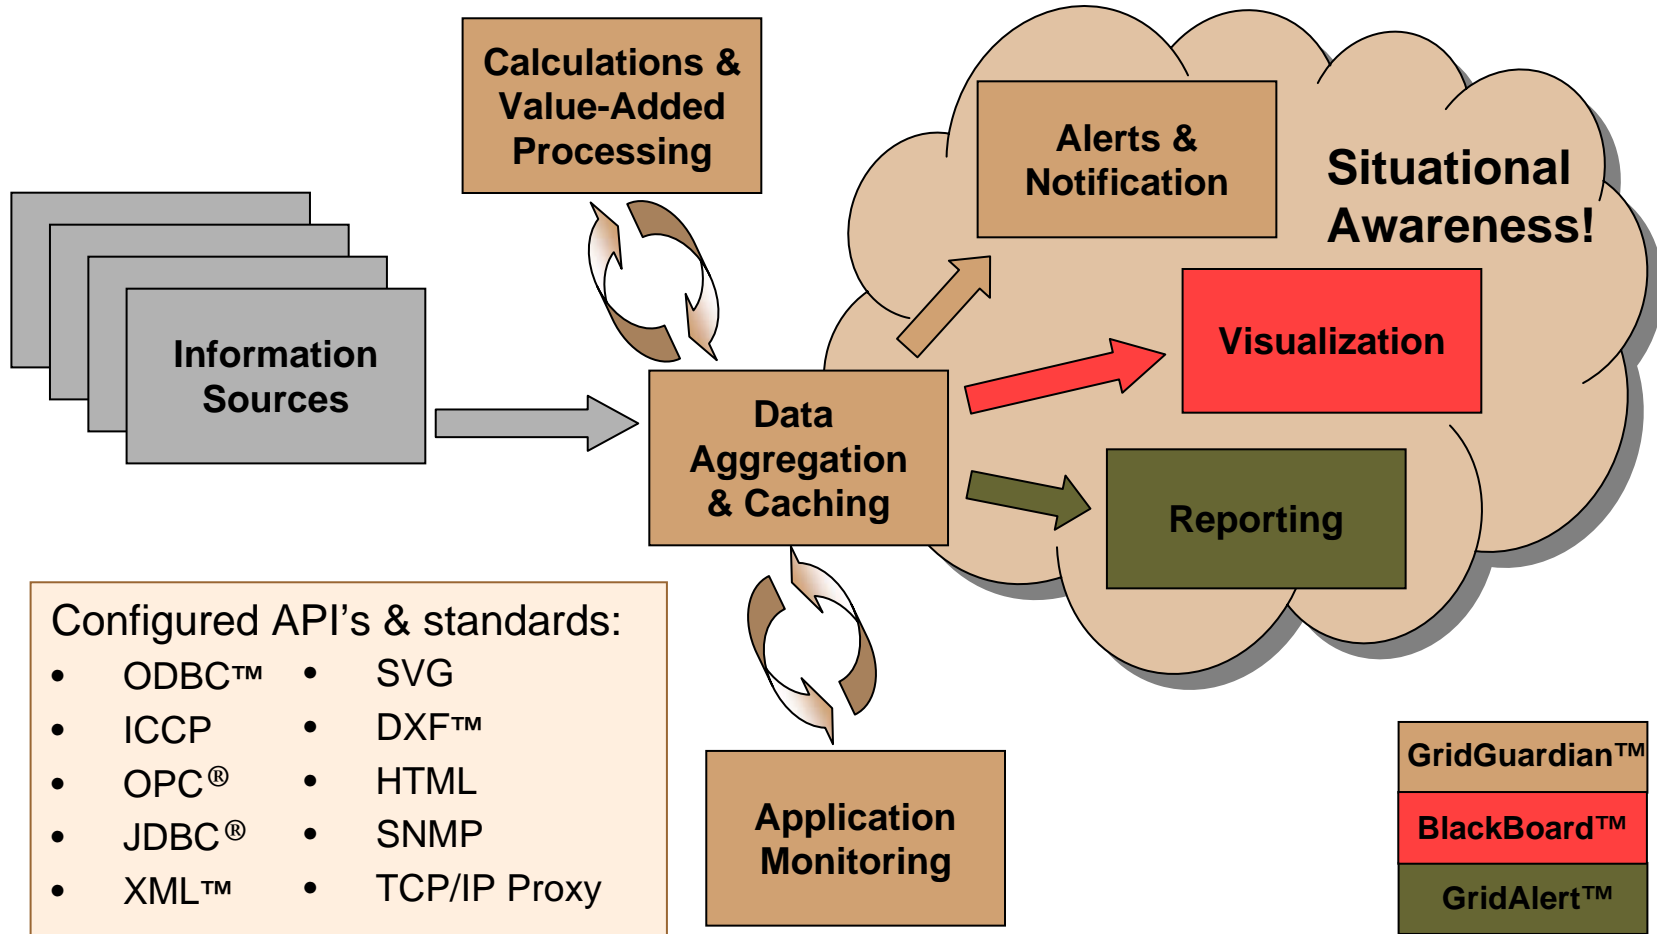 Calculations &
Value-Added
Processing
Alerts &
Notification
Situational
Awareness!
Information
Sources
Visualization
Data
Aggregation
& Caching
Reporting
Configured API's & standards:
• ODBC™ • SVG
• ICCP • DXF™
• OPC® • HTML
• JDBC® • SNMP
• XML™ • TCP/IP Proxy
Application
Monitoring
GridGuardian™
BlackBoard™
GridAlert™